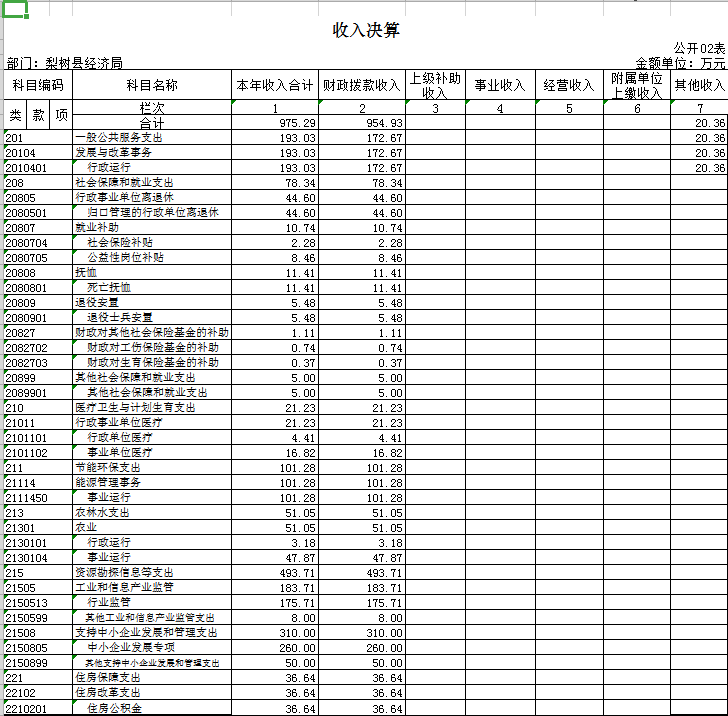 收入决算
公开02表
部门：梨树县经济局 金额单位：万元
科目编码 科目名称 本年收入合计 财政拨款收入 上级补助收入 事业收入 经营收入 附属单位上缴收入 其他收入
类 款 项 栏次 1 2 3 4 5 6 7
合计 975.29 954.93 20.36
201 一般公共服务支出 193.03 172.67 20.36
20104 发展与改革事务 193.03 172.67 20.36
2010401 行政运行 193.03 172.67 20.36
208 社会保障和就业支出 78.34 78.34
20805 行政事业单位离退休 44.60 44.60
2080501 归口管理的行政单位离退休 44.60 44.60
20807 就业补助 10.74 10.74
2080704 社会保险补贴 2.28 2.28
2080705 公益性岗位补贴 8.46 8.46
20808 抚恤 11.41 11.41
2080801 死亡抚恤 11.41 11.41
20809 退役安置 5.48 5.48
2080901 退役士兵安置 5.48 5.48
20827 财政对其他社会保险基金的补助 1.11 1.11
2082702 财政对工伤保险基金的补助 0.74 0.74
2082703 财政对生育保险基金的补助 0.37 0.37
20899 其他社会保障和就业支出 5.00 5.00
2089901 其他社会保障和就业支出 5.00 5.00
210 医疗卫生与计划生育支出 21.23 21.23
21011 行政事业单位医疗 21.23 21.23
2101101 行政单位医疗 4.41 4.41
2101102 事业单位医疗 16.82 16.82
211 节能环保支出 101.28 101.28
21114 能源管理事务 101.28 101.28
2111450 事业运行 101.28 101.28
213 农林水支出 51.05 51.05
21301 农业 51.05 51.05
2130101 行政运行 3.18 3.18
2130104 事业运行 47.87 47.87
215 资源勘探信息等支出 493.71 493.71
21505 工业和信息产业监管 183.71 183.71
2150513 行业监管 175.71 175.71
2150599 其他工业和信息产业监管支出 8.00 8.00
21508 支持中小企业发展和管理支出 310.00 310.00
2150805 中小企业发展专项 260.00 260.00
2150899 其他支持中小企业发展和管理支出 50.00 50.00
221 住房保障支出 36.64 36.64
22102 住房改革支出 36.64 36.64
2210201 住房公积金 36.64 36.64